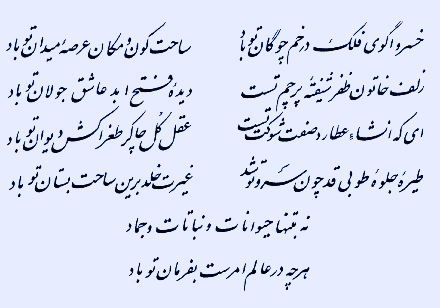 خسروا گوی فلک در خم چوگان تو باد ساحت کون و مکان عرصه میدان تو باد
زلف خاتون ظفر شیفته پرچم تست دیده فتح ابد عاشق جولان تو باد
ای که انشاء عطارد صفت شوکت تست عقل کل چاکر طغراکش دیوان تو باد
طیره جلوه طوبی قد چون سرو تو شد غیرت خلد برین ساحت بستان تو باد
نه بتنها حیوانات و نباتات و جماد
هرچه در عالم امرست بفرمان تو باد